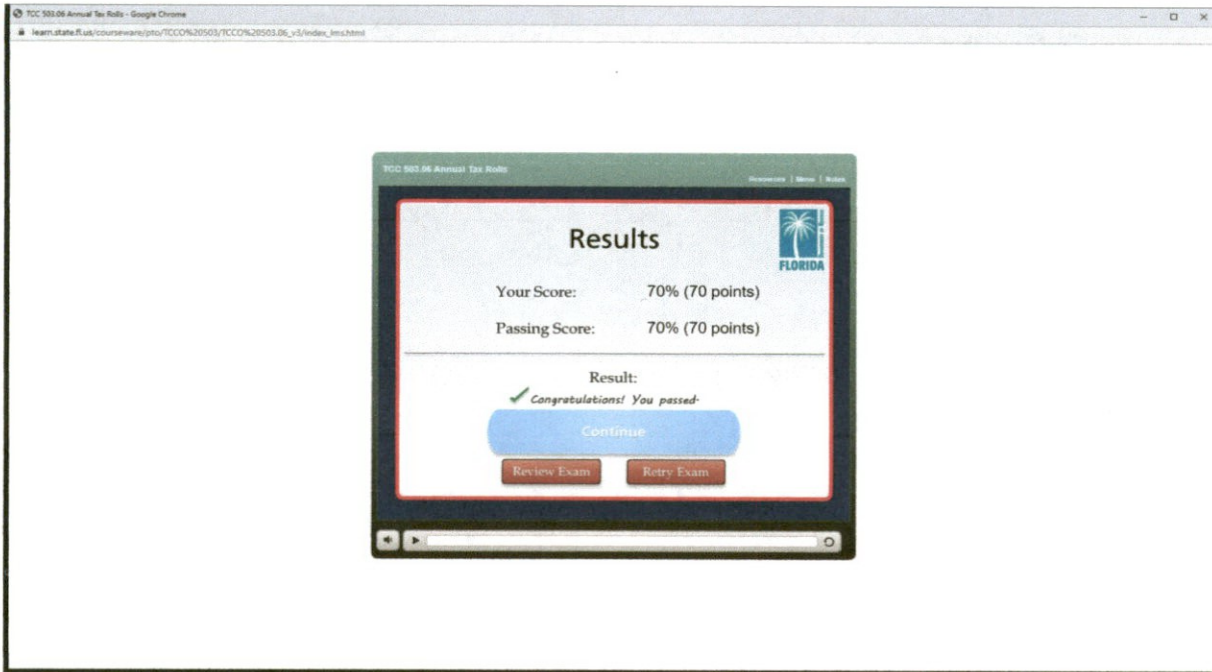 TCC 503.06 Annual Tax Rolls - Google Chrome
learn.state.fl.us/courseware/pto/TCCO%20503/TCCO%20503.06_v3/index_lms.html
TCC 503.06 Annual Tax Rolls
Resources | Menu | Notes
Results
FLORIDA
Your Score: 70% (70 points)
Passing Score: 70% (70 points)
Result:
Congratulations! You passed.
Continue
Review Exam Retry Exam